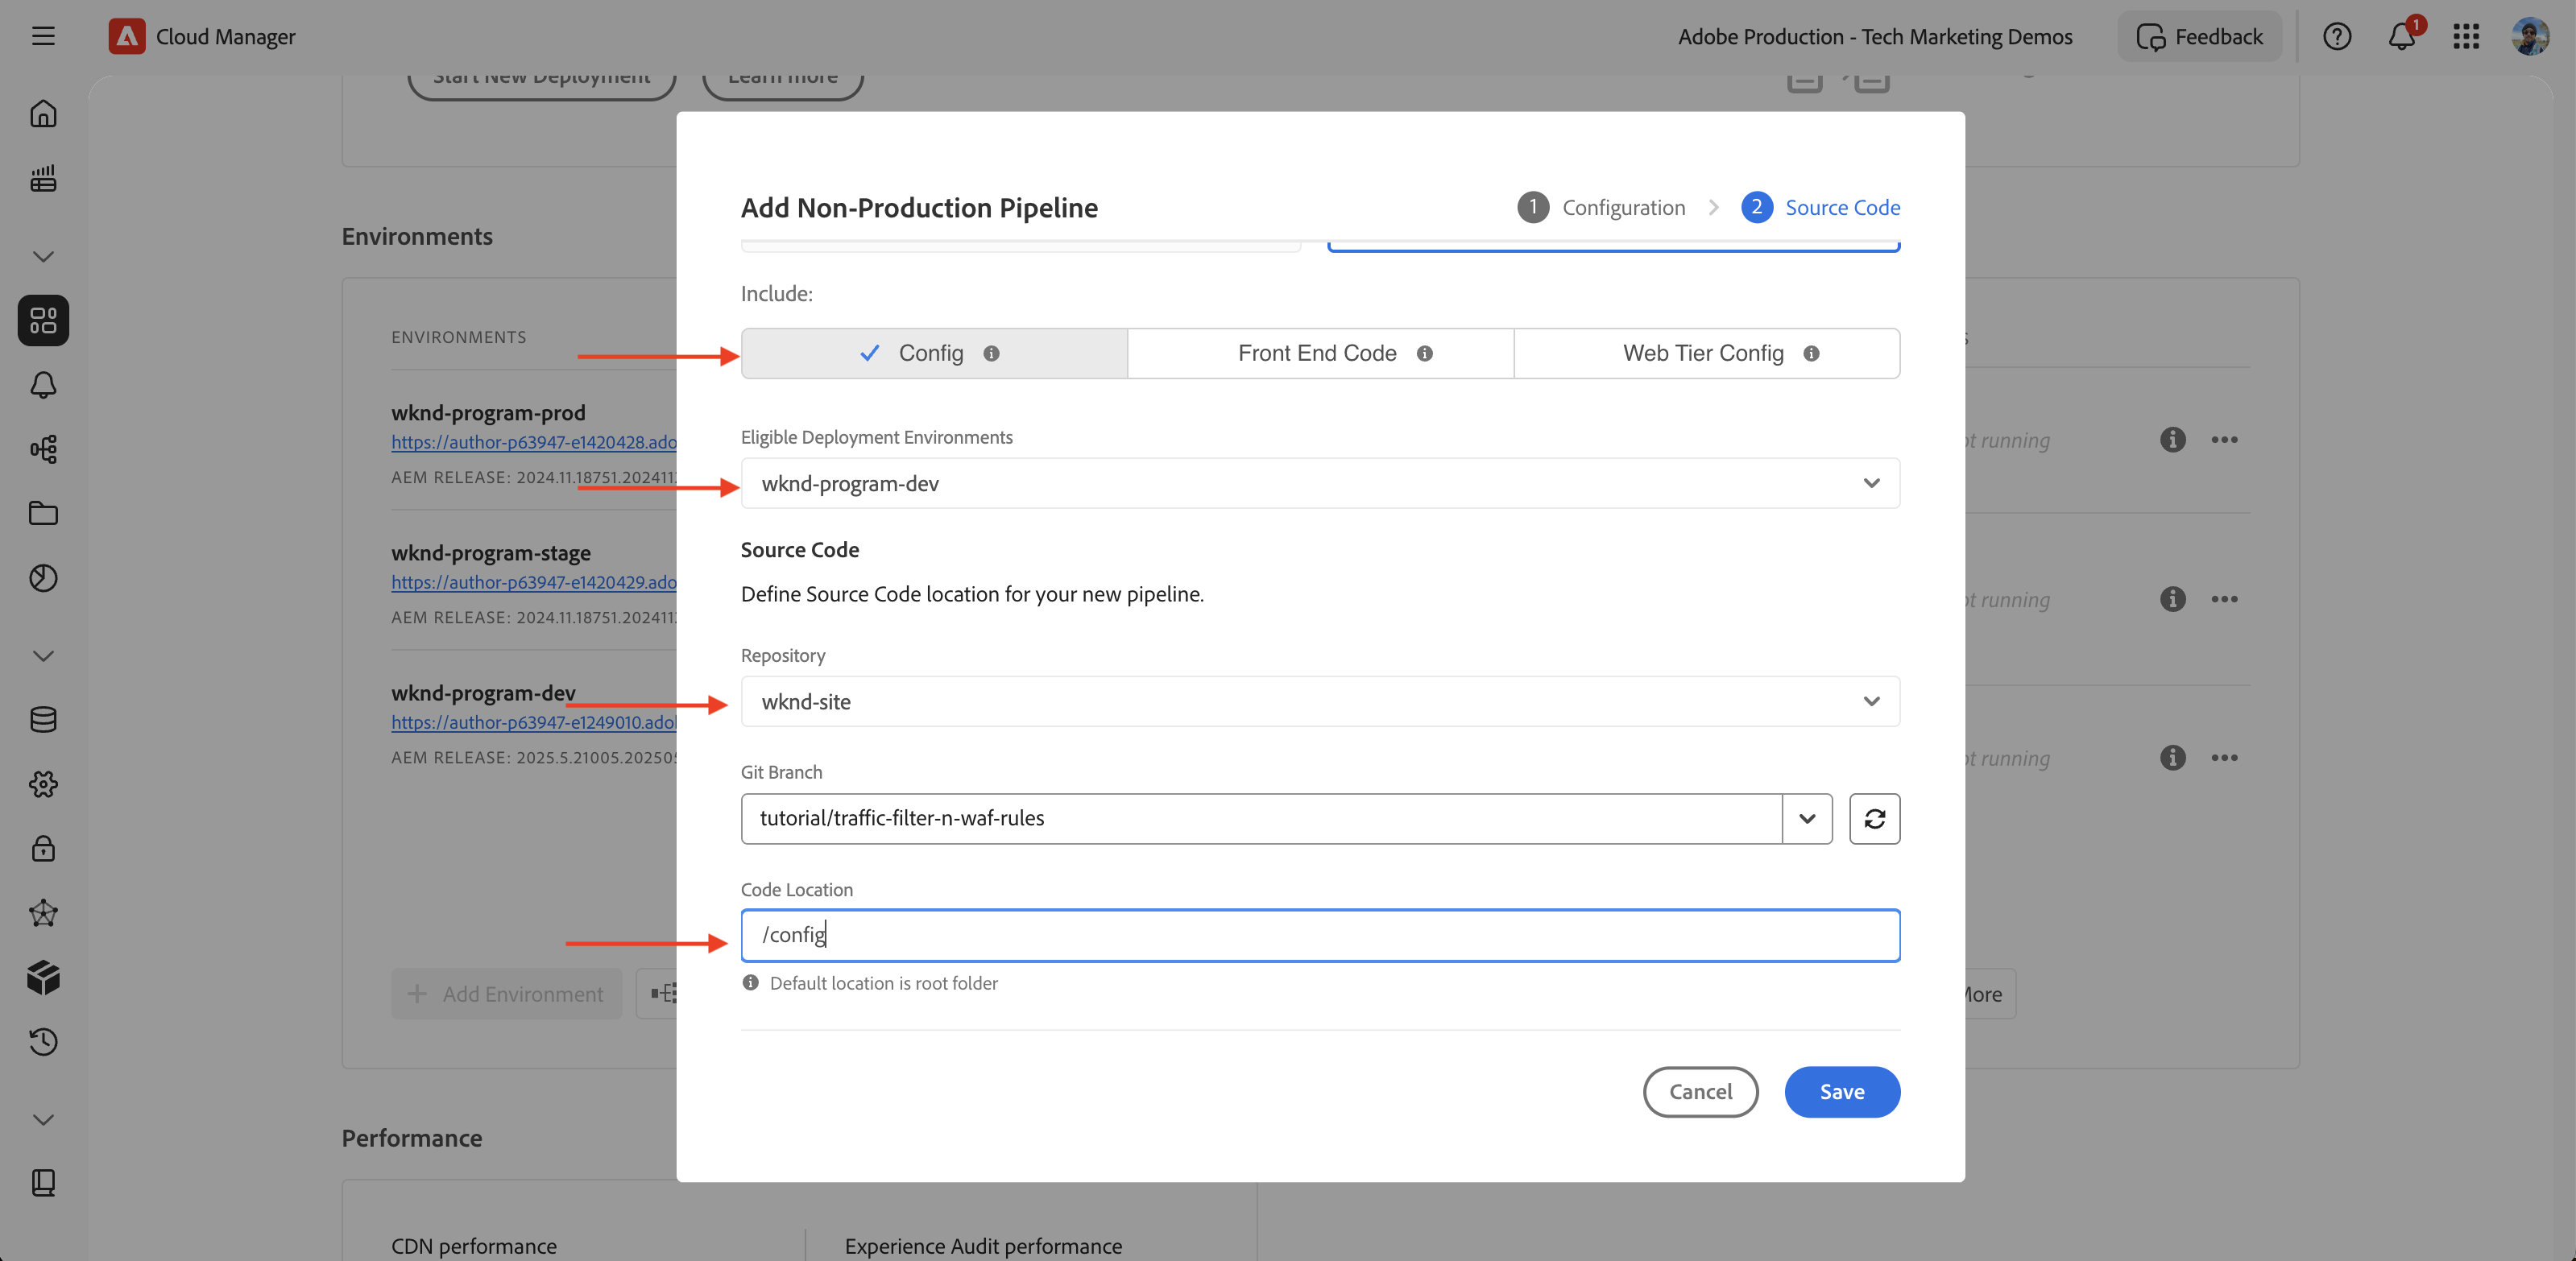 Cloud Manager
Adobe Production - Tech Marketing Demos
Feedback
1
Start New Deployment
Learn more
Add Non-Production Pipeline
1 Configuration
2 Source Code
Environments
Include:
ENVIRONMENTS
Config
Front End Code
Web Tier Config
wknd-program-prod
https://author-p63947-e1420428.ado
AEM RELEASE: 2024.11.18751.202411
running
Eligible Deployment Environments
wknd-program-dev
wknd-program-stage
https://author-p63947-e1420429.ado
AEM RELEASE: 2024.11.18751.202411
running
Source Code
Define Source Code location for your new pipeline.
Repository
wknd-site
wknd-program-dev
https://author-p63947-e1249010.adol
AEM RELEASE: 2025.5.21005.20250
running
Git Branch
tutorial/traffic-filter-n-waf-rules
Code Location
/config
Default location is root folder
Add Environment
More
Cancel
Save
Performance
CDN performance
Experience Audit performance